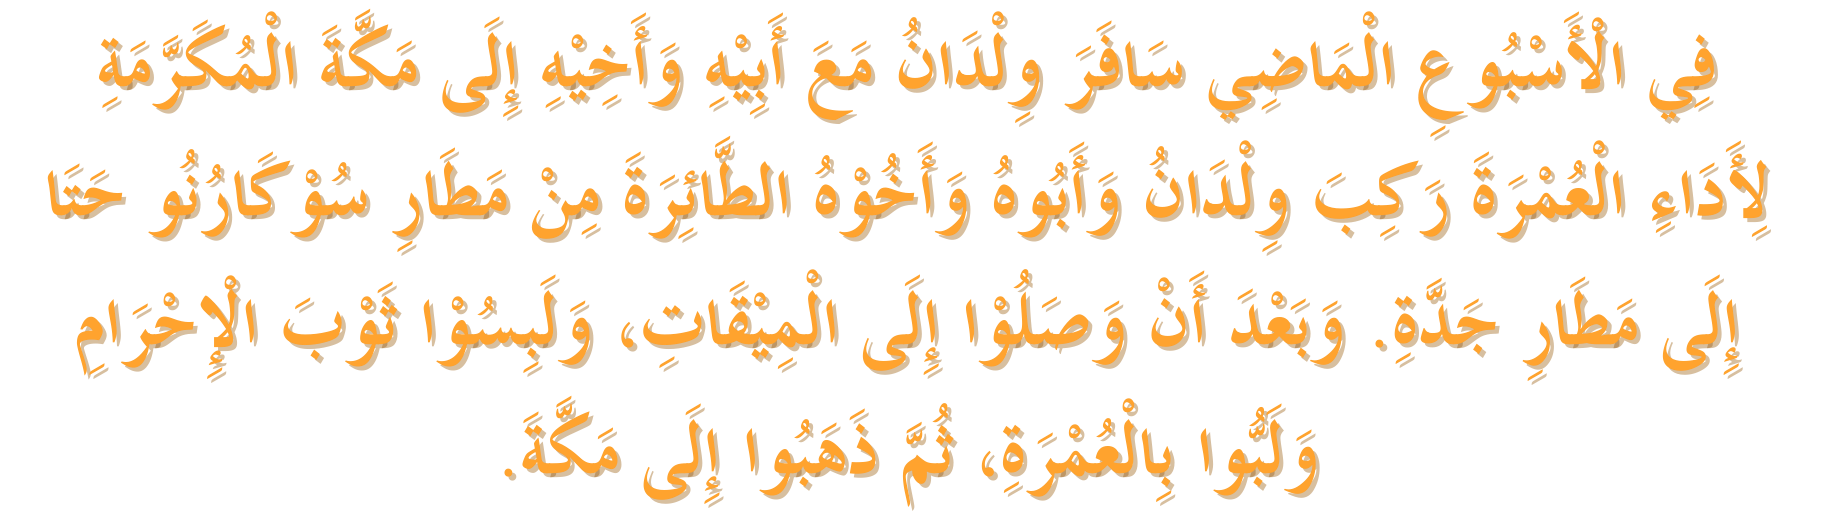 فِي الْأَسْبُوعِ الْمَاضِي سَافَرَ وِلْدَانُ مَعَ أَبِيْهِ وَأَخِيْهِ إِلَى مَكَّةَ الْمُكَرَّمَةِ
لِأَدَاءِ الْعُمْرَةَ رَكِبَ وِلْدَانُ وَأَبُوهُ وَأَخُوْهُ الطَّائِرَةَ مِنْ مَطَارِ سُوْكَارُنُو حَتَا
إِلَى مَطَارِ جَدَّةِ. وَبَعْدَ أَنْ وَصَلُوْا إِلَى الْمِيْقَاتِ، وَلَبِسُوْا ثَوْبَ الْإِحْرَامِ
وَلَبُّوا بِالْعُمْرَةِ، ثُمَّ ذَهَبُوا إِلَى مَكَّةَ.